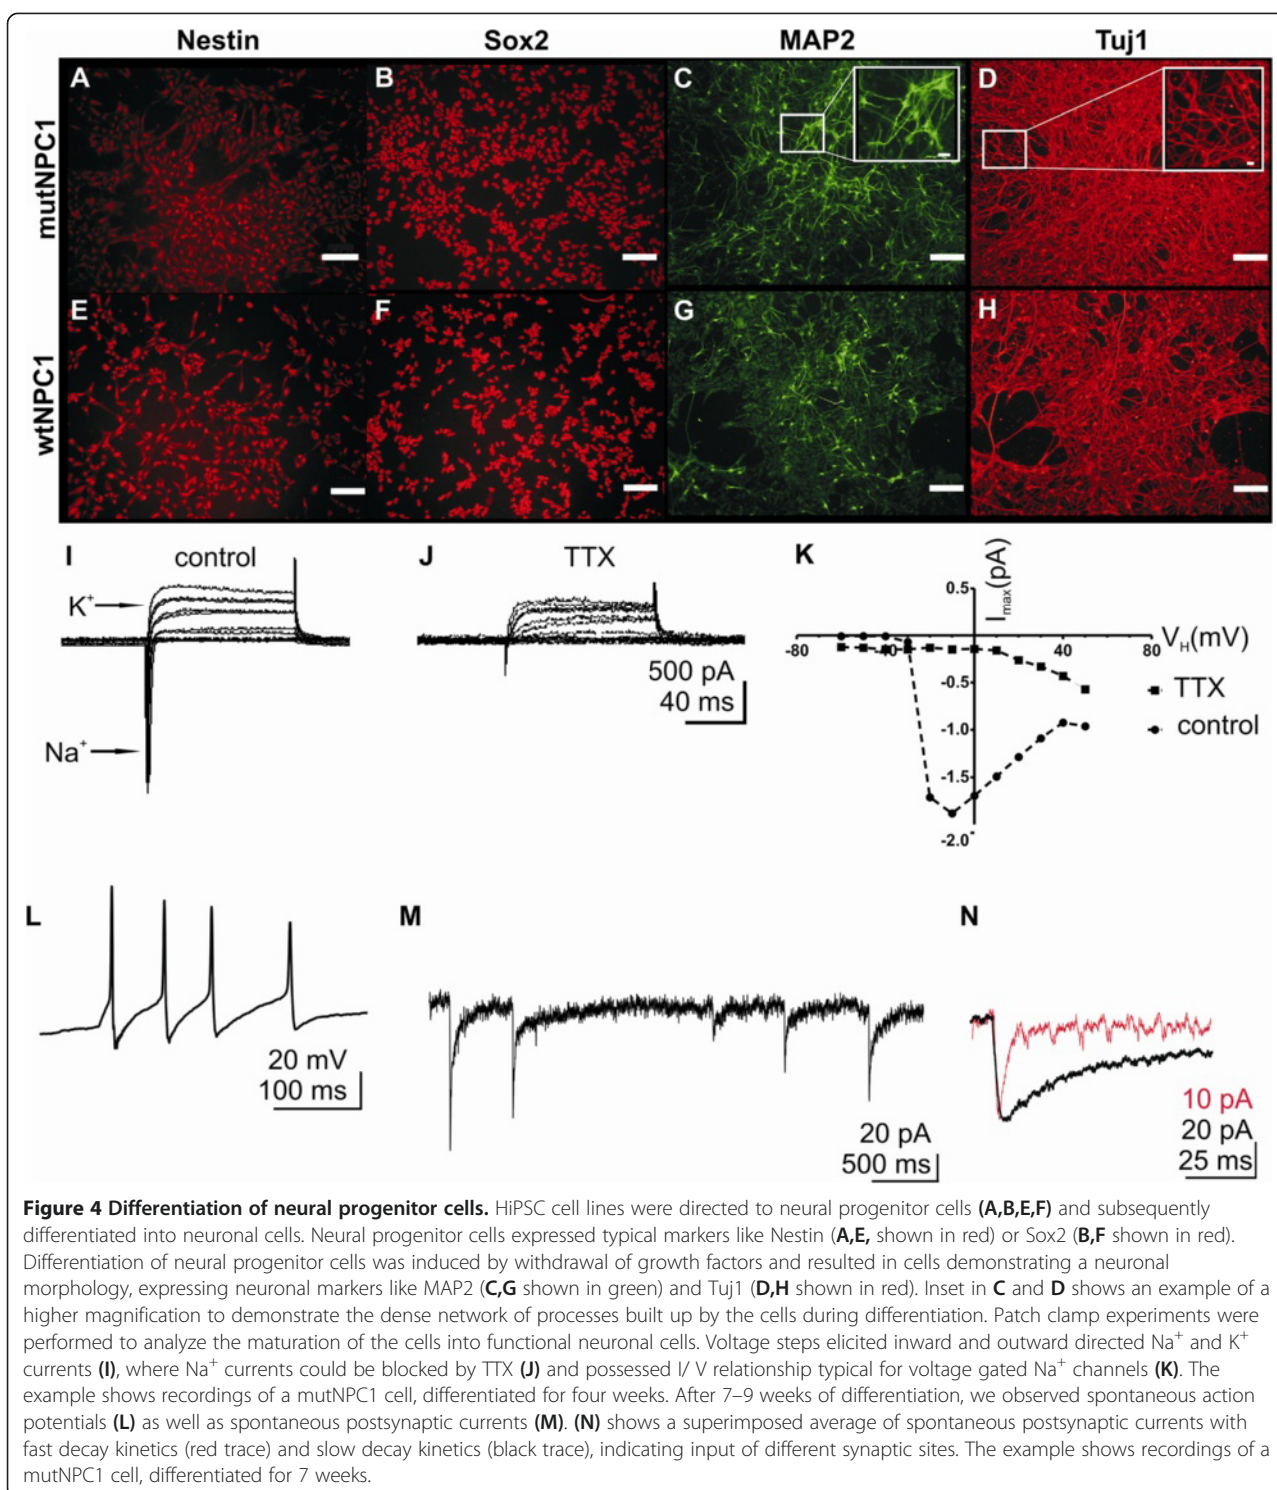 Nestin Sox2 MAP2 Tuj1
mutNPC1
A B C D
wtNPC1
E F G H
I control J TTX K
K⁺
Na⁺
500 pA
40 ms
I_max(pA)
0.5
-80 -40 40 80 V_H(mV)
-0.5
-1.0
-1.5
-2.0
TTX
control
L M N
20 mV
100 ms
20 pA
500 ms
10 pA
20 pA
25 ms
Figure 4 Differentiation of neural progenitor cells. HiPSC cell lines were directed to neural progenitor cells (A,B,E,F) and subsequently
differentiated into neuronal cells. Neural progenitor cells expressed typical markers like Nestin (A,E, shown in red) or Sox2 (B,F shown in red).
Differentiation of neural progenitor cells was induced by withdrawal of growth factors and resulted in cells demonstrating a neuronal
morphology, expressing neuronal markers like MAP2 (C,G shown in green) and Tuj1 (D,H shown in red). Inset in C and D shows an example of a
higher magnification to demonstrate the dense network of processes built up by the cells during differentiation. Patch clamp experiments were
performed to analyze the maturation of the cells into functional neuronal cells. Voltage steps elicited inward and outward directed Na⁺ and K⁺
currents (I), where Na⁺ currents could be blocked by TTX (J) and possessed I/ V relationship typical for voltage gated Na⁺ channels (K). The
example shows recordings of a mutNPC1 cell, differentiated for four weeks. After 7–9 weeks of differentiation, we observed spontaneous action
potentials (L) as well as spontaneous postsynaptic currents (M). (N) shows a superimposed average of spontaneous postsynaptic currents with
fast decay kinetics (red trace) and slow decay kinetics (black trace), indicating input of different synaptic sites. The example shows recordings of a
mutNPC1 cell, differentiated for 7 weeks.